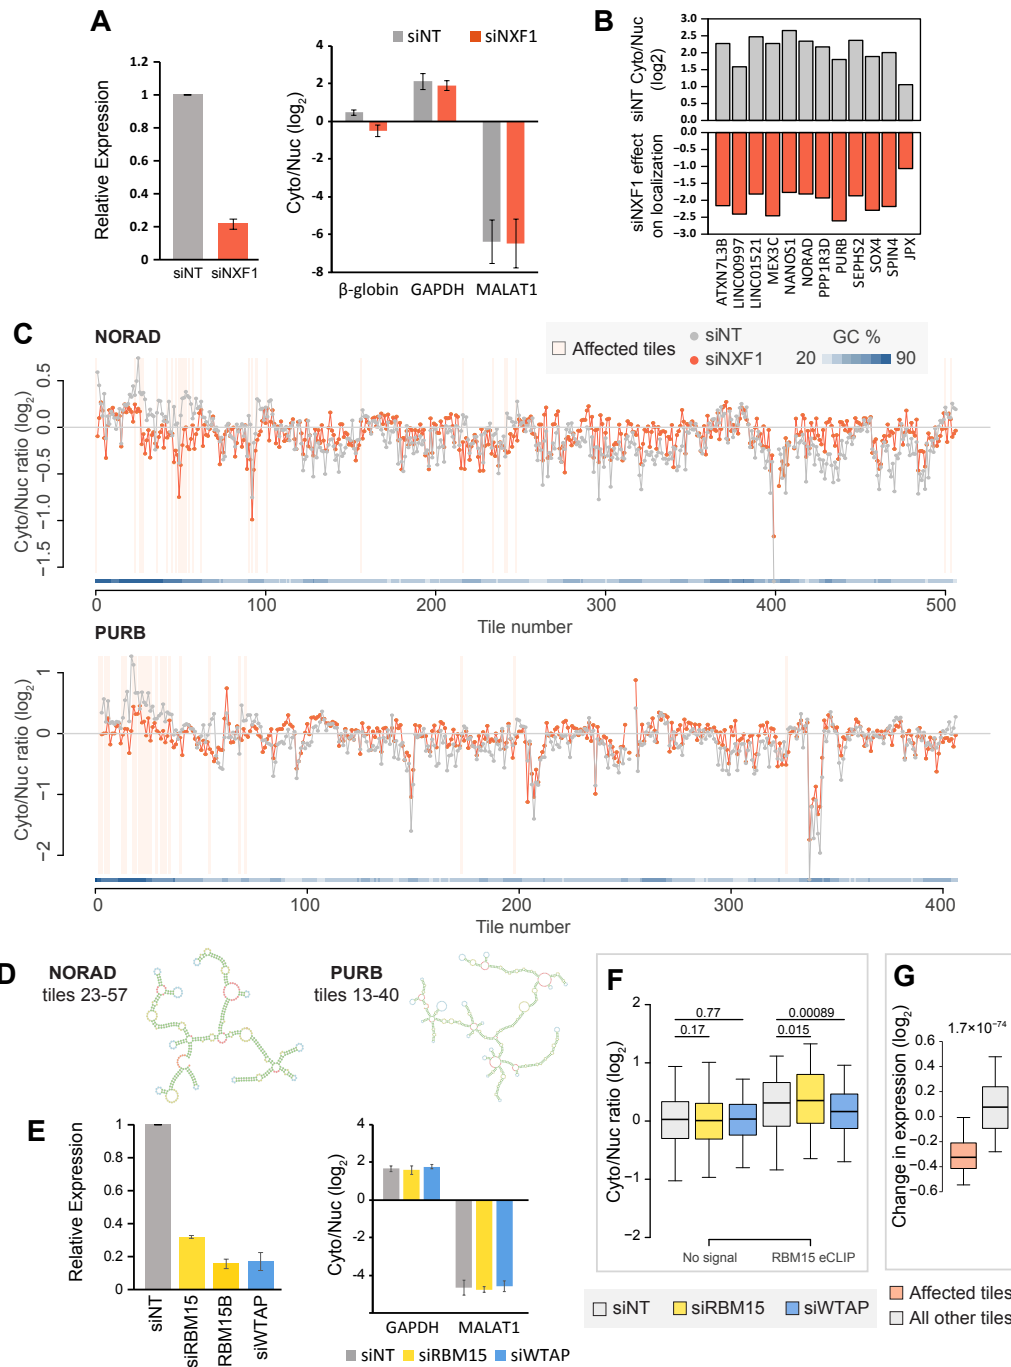 A
siNT
siNXF1
Relative Expression
1.2
1
0.8
0.6
0.4
0.2
0
siNT
siNXF1
Cyto/Nuc (log2)
4
2
0
-2
-4
-6
-8
β-globin
GAPDH
MALAT1
B
siNT Cyto/Nuc
(log2)
3.0
2.5
2.0
1.5
1.0
0.5
0.0
siNXF1 effect
on localization
0.0
−0.5
−1.0
−1.5
−2.0
−2.5
−3.0
ATXN7L3B
LINC00997
LINC01521
MEX3C
NANOS1
NORAD
PPP1R3D
PURB
SEPHS2
SOX4
SPIN4
JPX
C
NORAD
Affected tiles
siNT
siNXF1
GC %
20
90
Cyto/Nuc ratio (log2)
0.5
0.0
−0.5
−1.0
−1.5
0
100
200
300
400
500
Tile number
PURB
Cyto/Nuc ratio (log2)
1
0
−1
−2
0
100
200
300
400
Tile number
D
NORAD
tiles 23-57
PURB
tiles 13-40
E
Relative Expression
1
0.8
0.6
0.4
0.2
0
siNT
siRBM15
RBM15B
siWTAP
Cyto/Nuc (log2)
4
2
0
-2
-4
GAPDH
MALAT1
siNT
siRBM15
siWTAP
F
Cyto/Nuc ratio (log2)
2
1
0
−1
−2
0.77
0.17
0.00089
0.015
No signal
RBM15 eCLIP
siNT
siRBM15
siWTAP
G
Change in expression (log2)
1.7×10−74
0.6
0.4
0.2
0.0
−0.2
−0.4
−0.6
Affected tiles
All other tiles